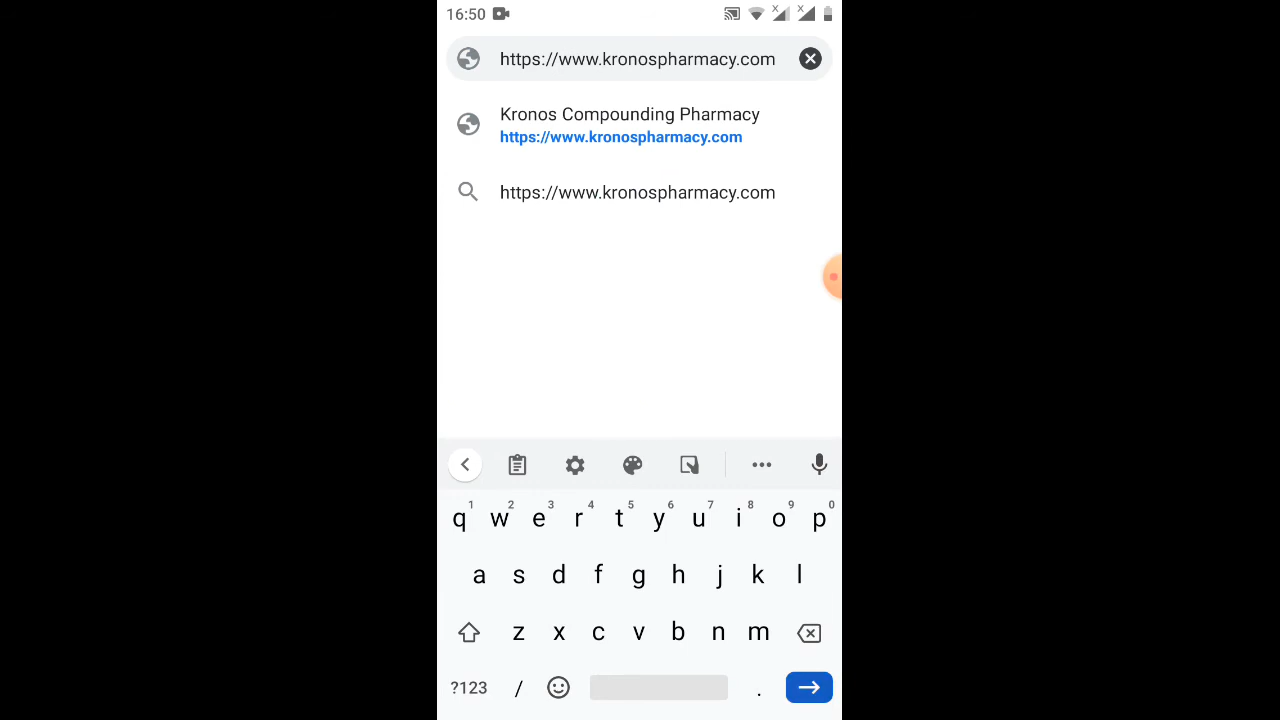 16:50
https://www.kronospharmacy.com
Kronos Compounding Pharmacy
https://www.kronospharmacy.com
https://www.kronospharmacy.com
1 2 3 4 5 6 7 8 9 0
q w e r t y u i o p
a s d f g h j k l
z x c v b n m
?123 / .